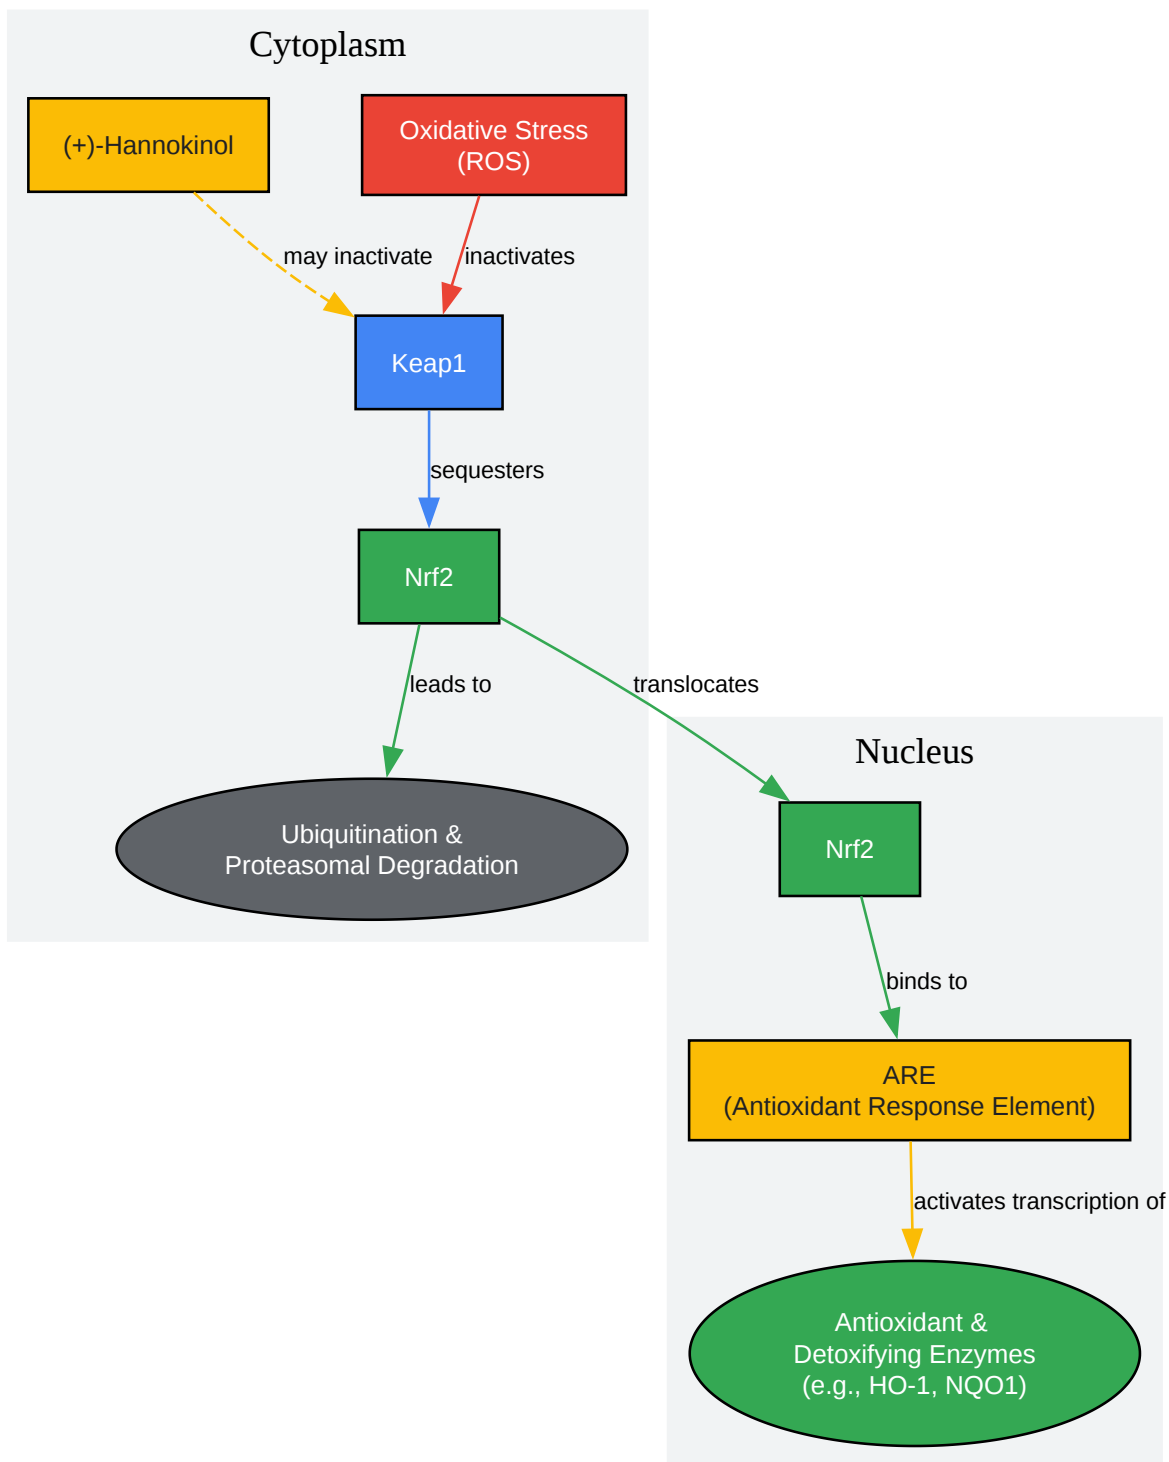 Cytoplasm
(+)-Hannokinol
Oxidative Stress
(ROS)
may inactivate
inactivates
Keap1
sequesters
Nrf2
leads to
translocates
Ubiquitination &
Proteasomal Degradation
Nucleus
Nrf2
binds to
ARE
(Antioxidant Response Element)
activates transcription of
Antioxidant &
Detoxifying Enzymes
(e.g., HO-1, NQO1)